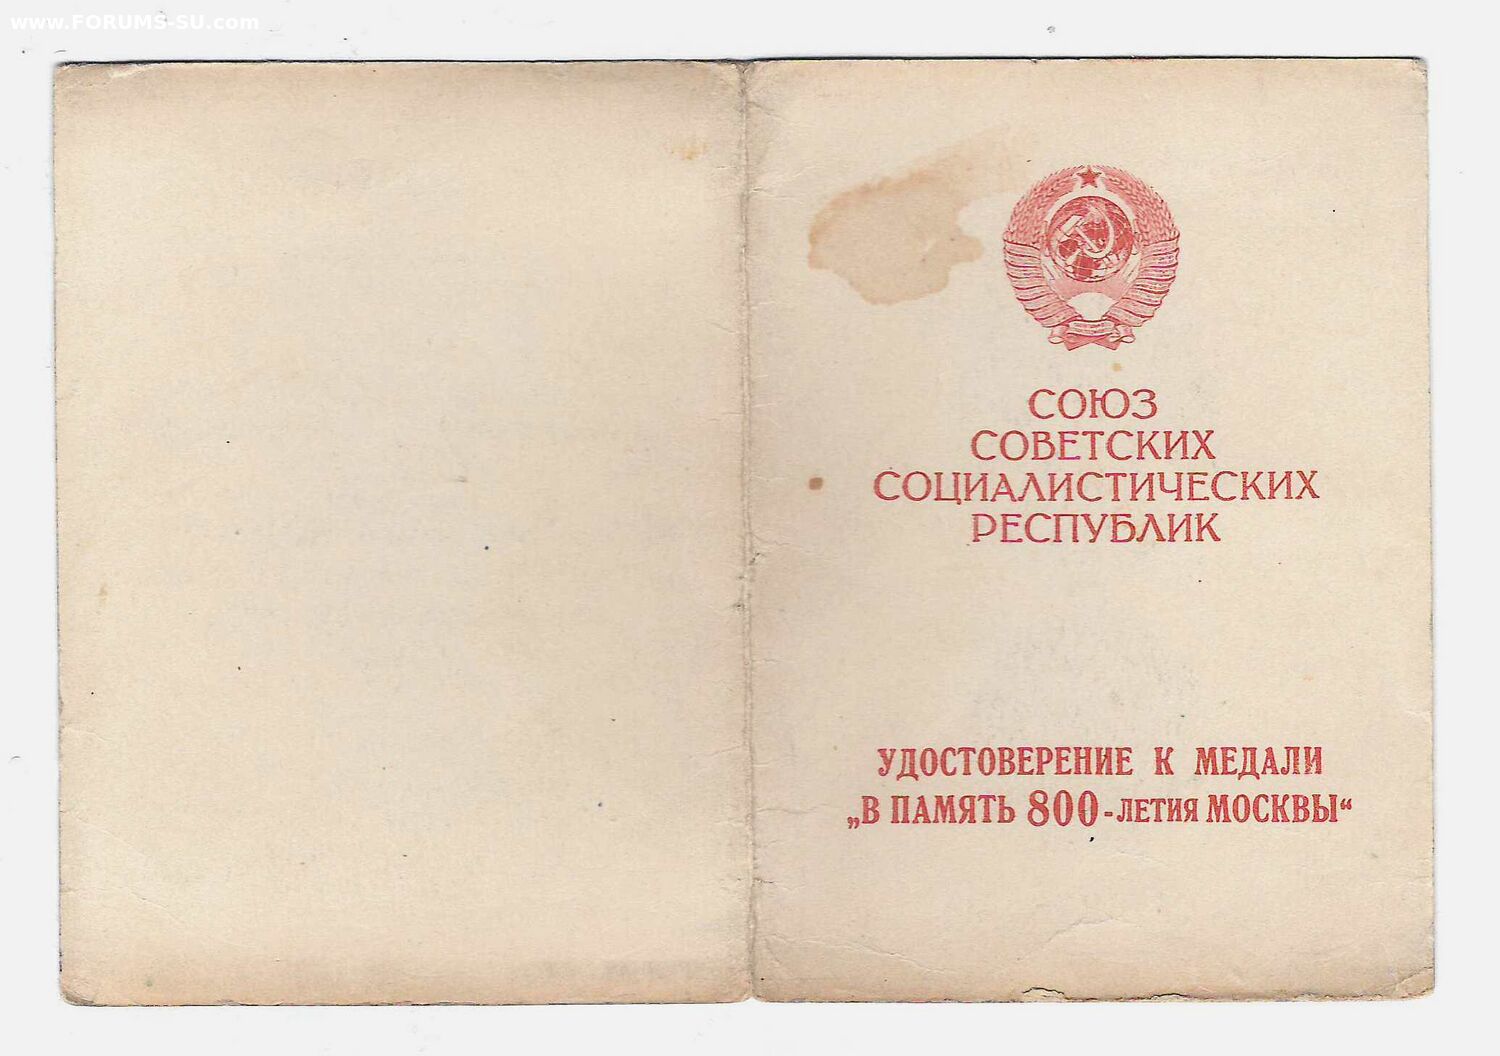 www.FORUMS-SU.com
СОЮЗ
СОВЕТСКИХ
СОЦИАЛИСТИЧЕСКИХ
РЕСПУБЛИК
УДОСТОВЕРЕНИЕ К МЕДАЛИ
„В ПАМЯТЬ 800-ЛЕТИЯ МОСКВЫ“